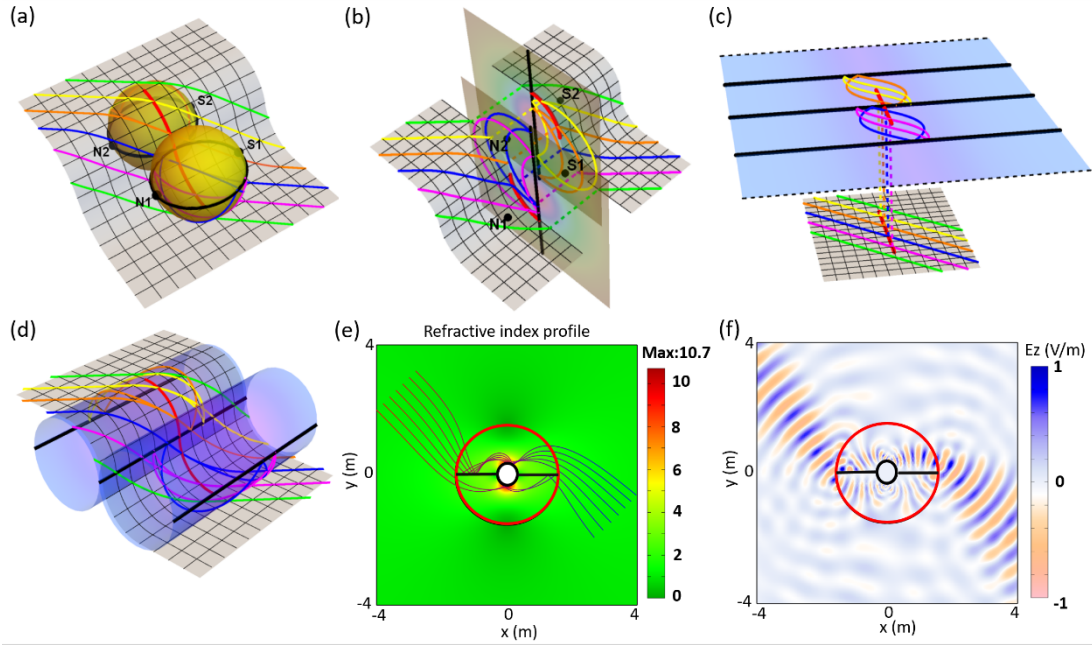 (a)
S2
N2
S1
N1
(b)
S2
N2
S1
N1
(c)
(d)
(e)
Refractive index profile
4
0
-4
y (m)
-4
0
4
x (m)
Max:10.7
10
8
6
4
2
0
(f)
Ez (V/m)
4
0
-4
y (m)
-4
0
4
x (m)
1
0
-1